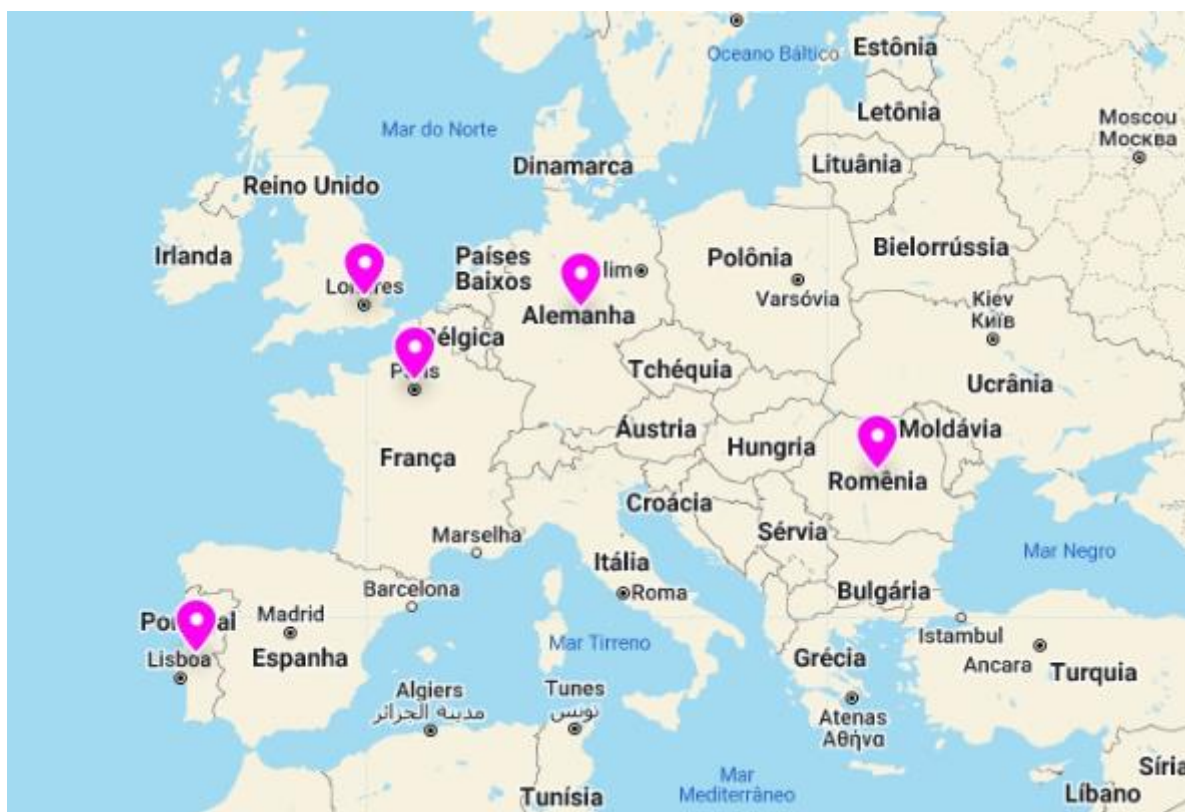 Oceano Báltico
Estônia
Letônia
Moscou
Москва
Mar do Norte
Dinamarca
Lituânia
Reino Unido
Irlanda
Países
Baixos
lim
Polônia
Bielorrússia
Varsóvia
Kiev
Київ
Alemanha
Tchéquia
Ucrânia
Áustria
Hungria
Moldávia
França
Romênia
Croácia
Sérvia
Marselha
Itália
Mar Negro
Barcelona
Roma
Bulgária
Madrid
Istambul
Lisboa
Espanha
Mar Tirreno
Grécia
Ancara
Turquia
Algiers
مدينة الجزائر
Tunes
تونس
Atenas
Αθήνα
Mar
Mediterrâneo
Tunísia
Líbano
Síria